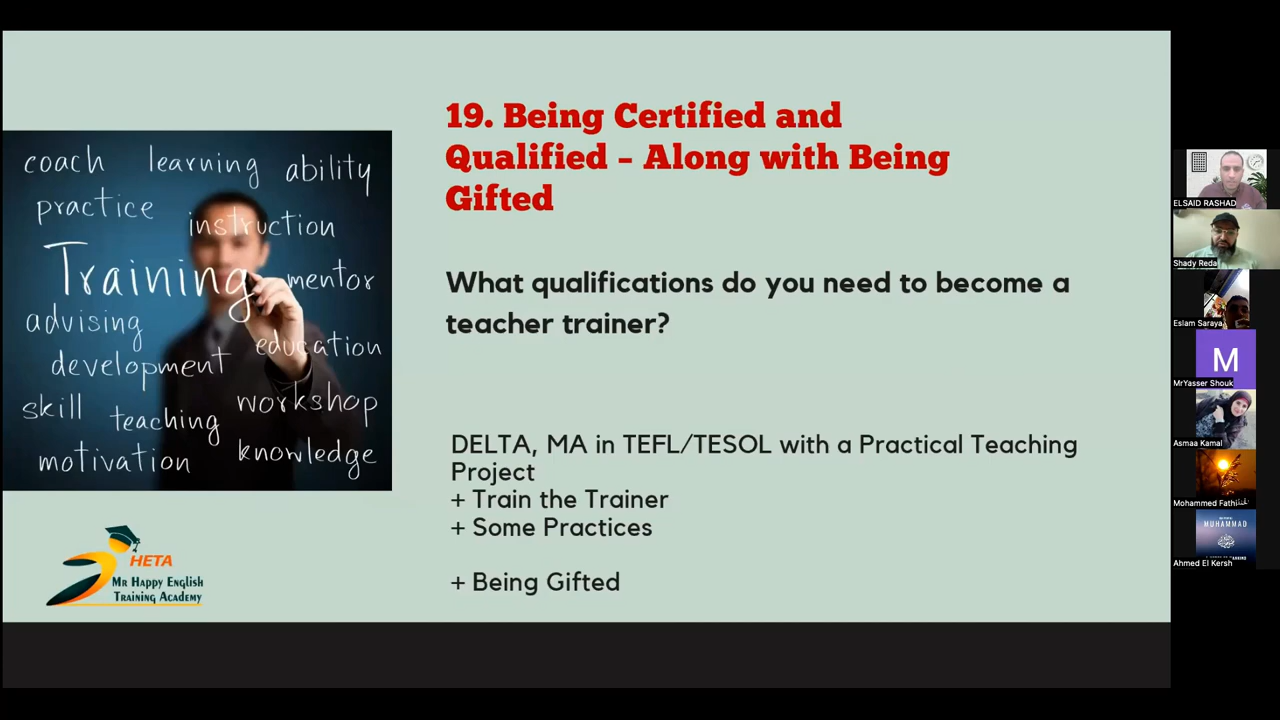 19. Being Certified and
Qualified – Along with Being
Gifted
What qualifications do you need to become a
teacher trainer?
DELTA, MA in TEFL/TESOL with a Practical Teaching
Project
+ Train the Trainer
+ Some Practices
+ Being Gifted
coach learning ability
practice instruction
Training mentor
advising
education
development
skill teaching workshop
motivation knowledge
HETA
Mr Happy English
Training Academy
ELSAID RASHAD
Shady Reda
Eslam Saraya
M
MrYasser Shouk
Asmaa Kamal
Mohammed Fathi
MUHAMMAD
Ahmed El Kersh